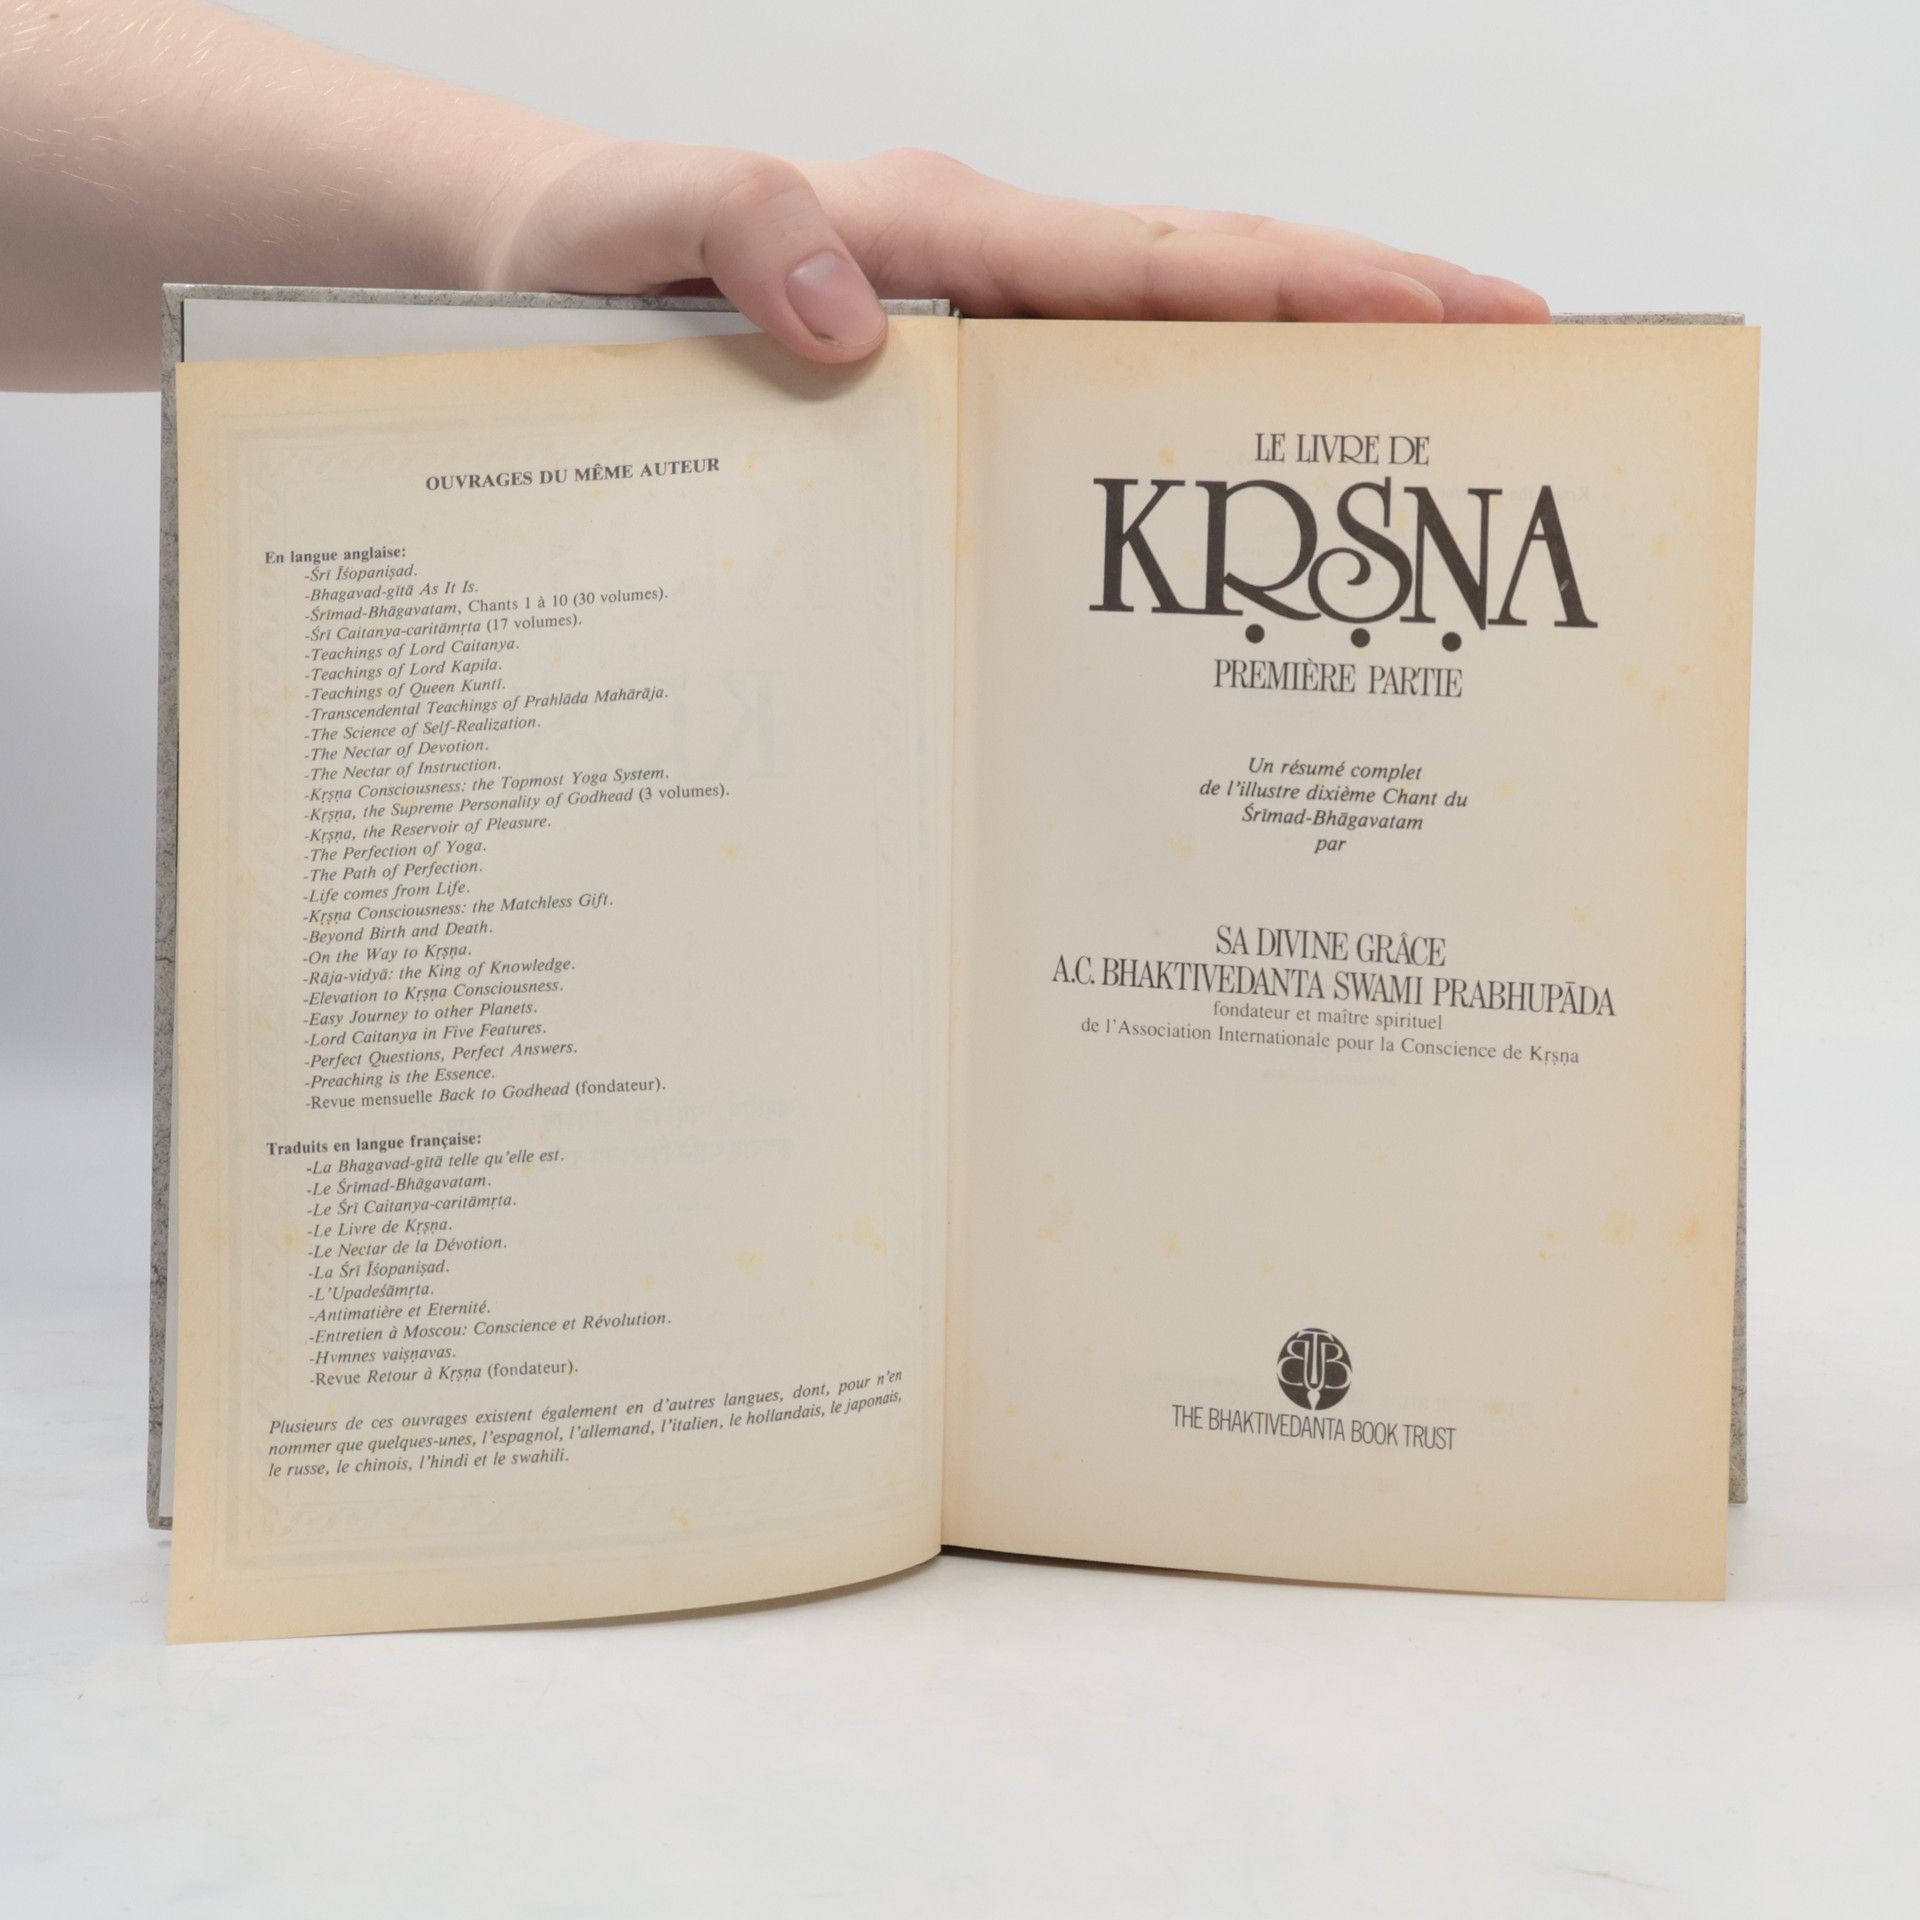 OUVRAGES DU MÊME AUTEUR
En langue anglaise:
-Śrī Īśopaniṣad.
-Bhagavad-gītā As It Is.
-Śrīmad-Bhāgavatam, Chants 1 à 10 (30 volumes).
-Śrī Caitanya-caritāmṛta (17 volumes).
-Teachings of Lord Caitanya.
-Teachings of Lord Kapila.
-Teachings of Queen Kuntī.
-Transcendental Teachings of Prahlāda Mahārāja.
-The Science of Self-Realization.
-The Nectar of Devotion.
-The Nectar of Instruction.
-Kṛṣṇa Consciousness: the Topmost Yoga System.
-Kṛṣṇa, the Supreme Personality of Godhead (3 volumes).
-Kṛṣṇa, the Reservoir of Pleasure.
-The Perfection of Yoga.
-The Path of Perfection.
-Life comes from Life.
-Kṛṣṇa Consciousness: the Matchless Gift.
-Beyond Birth and Death.
-On the Way to Kṛṣṇa.
-Rāja-vidyā: the King of Knowledge.
-Elevation to Kṛṣṇa Consciousness.
-Easy Journey to other Planets.
-Lord Caitanya in Five Features.
-Perfect Questions, Perfect Answers.
-Preaching is the Essence.
-Revue mensuelle Back to Godhead (fondateur).
Traduits en langue française:
-La Bhagavad-gītā telle qu'elle est.
-Le Śrīmad-Bhāgavatam.
-Le Śrī Caitanya-caritāmṛta.
-Le Livre de Kṛṣṇa.
-Le Nectar de la Dévotion.
-La Śrī Īśopaniṣad.
-L'Upadeśāmṛta.
-Antimatière et Eternité.
-Entretien à Moscou: Conscience et Révolution.
-Hymnes vaiṣṇavas.
-Revue Retour à Kṛṣṇa (fondateur).
Plusieurs de ces ouvrages existent également en d'autres langues, dont, pour n'en
nommer que quelques-unes, l'espagnol, l'allemand, l'italien, le hollandais, le japonais,
le russe, le chinois, l'hindi et le swahili.
LE LIVRE DE
KṚṢṆA
PREMIÈRE PARTIE
Un résumé complet
de l'illustre dixième Chant du
Śrīmad-Bhāgavatam
par
SA DIVINE GRÂCE
A.C. BHAKTIVEDANTA SWAMI PRABHUPĀDA
fondateur et maître spirituel
de l'Association Internationale pour la Conscience de Kṛṣṇa
BTB
THE BHAKTIVEDANTA BOOK TRUST